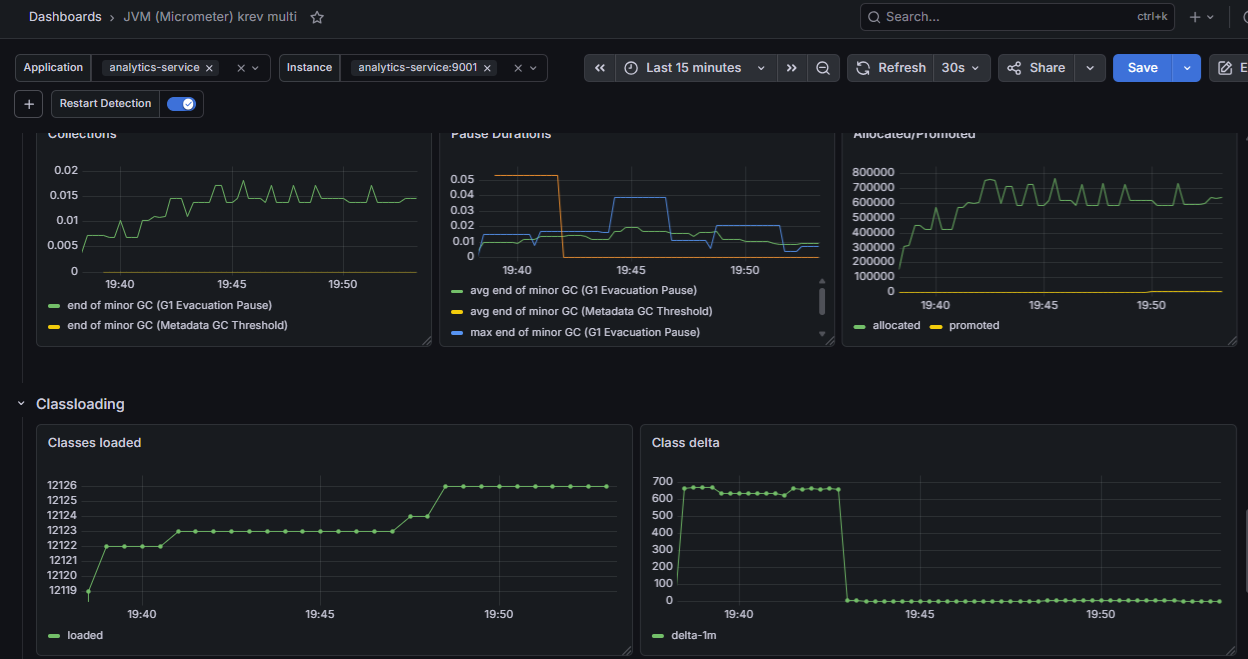 Dashboards › JVM (Micrometer) krev multi
Search...
ctrl+k
Application
analytics-service
Instance
analytics-service:9001
Last 15 minutes
Refresh
30s
Share
Save
Restart Detection
Collections
0.02
0.015
0.01
0.005
0
19:40 19:45 19:50
end of minor GC (G1 Evacuation Pause)
end of minor GC (Metadata GC Threshold)
Pause Durations
0.05
0.04
0.03
0.02
0.01
0
19:40 19:45 19:50
avg end of minor GC (G1 Evacuation Pause)
avg end of minor GC (Metadata GC Threshold)
max end of minor GC (G1 Evacuation Pause)
Allocated/Promoted
800000
700000
600000
500000
400000
300000
200000
100000
0
19:40 19:45 19:50
allocated promoted
Classloading
Classes loaded
12126
12125
12124
12123
12122
12121
12120
12119
19:40 19:45 19:50
loaded
Class delta
700
600
500
400
300
200
100
0
19:40 19:45 19:50
delta-1m